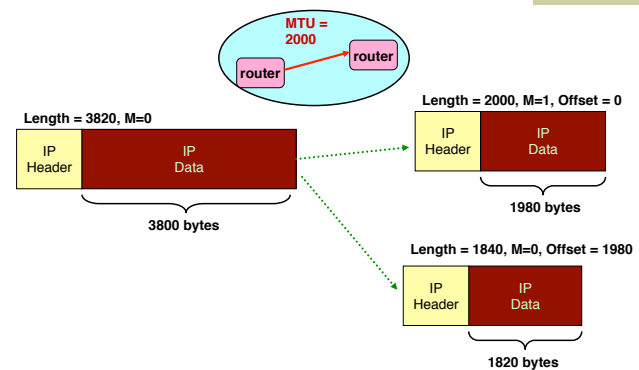 MTU =
2000
router
router
Length = 3820, M=0
IP
Header
IP
Data
3800 bytes
Length = 2000, M=1, Offset = 0
IP
Header
IP
Data
1980 bytes
Length = 1840, M=0, Offset = 1980
IP
Header
IP
Data
1820 bytes